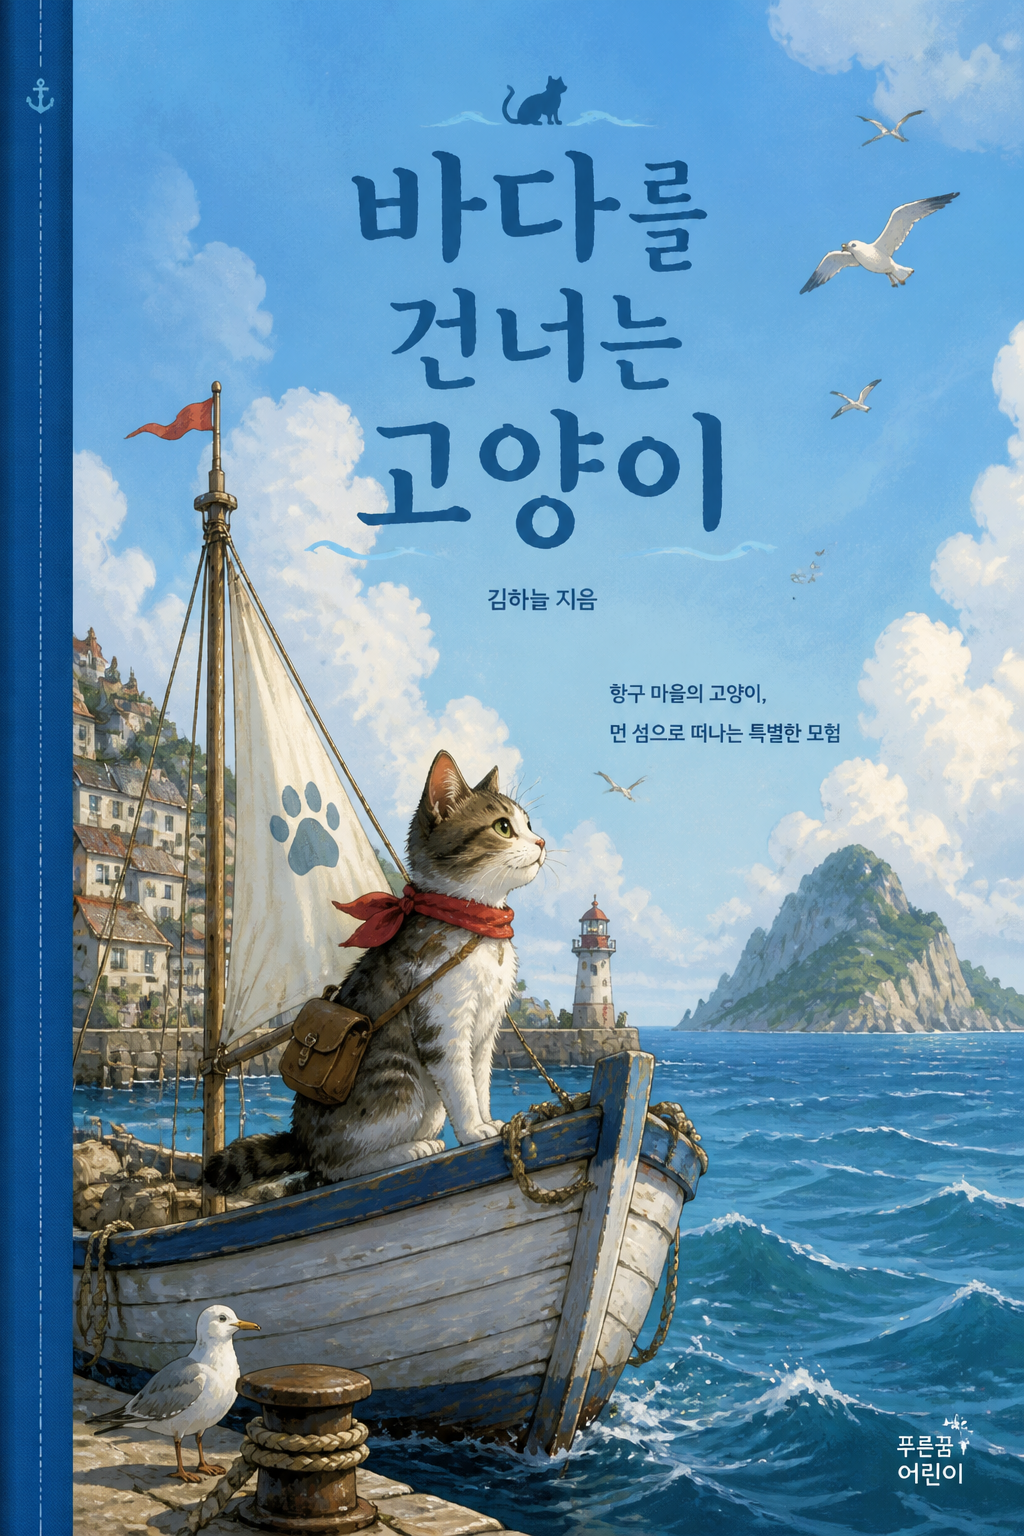 바다를
건너는
고양이
김하늘 지음
항구 마을의 고양이,
먼 섬으로 떠나는 특별한 모험
푸른꿈
어린이